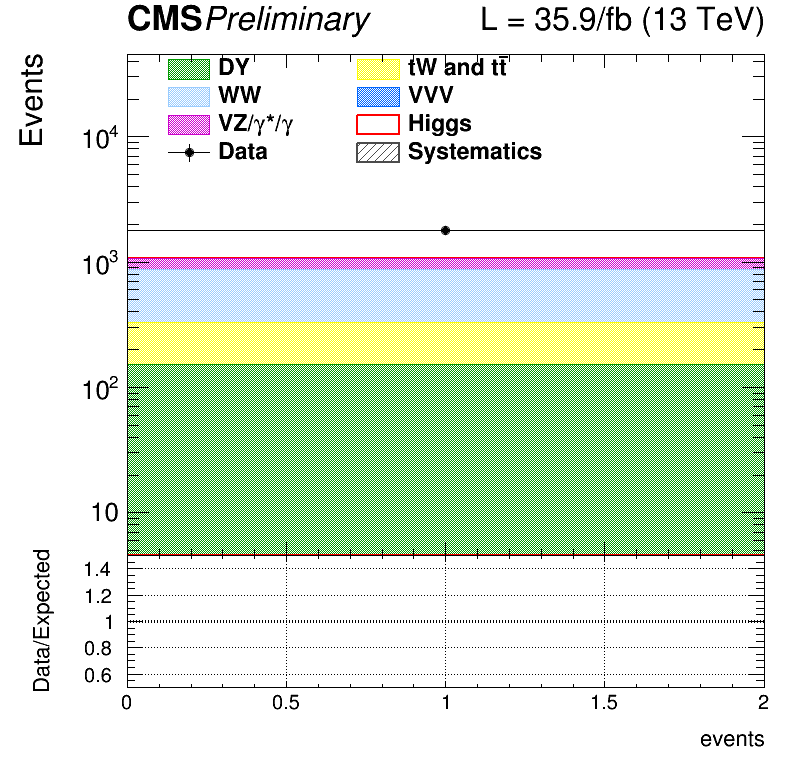 CMS Preliminary L = 35.9/fb (13 TeV)
Events
DY tW and tt̄
WW VVV
VZ/γ*/γ Higgs
Data Systematics
10⁴
10³
10²
10
Data/Expected
1.4
1.2
1
0.8
0.6
0 0.5 1 1.5 2
events